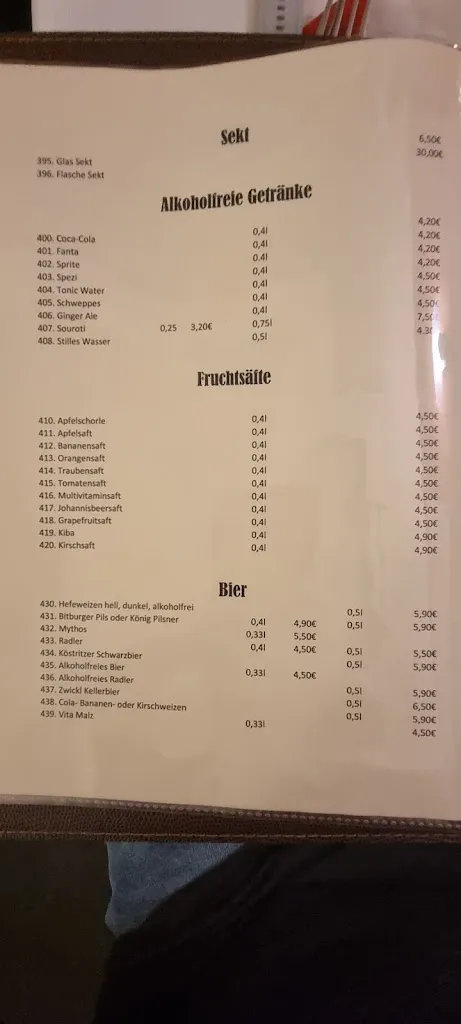 Sekt
395. Glas Sekt 6,50€
396. Flasche Sekt 30,00€
Alkoholfreie Getränke
400. Coca-Cola 0,4l 4,20€
401. Fanta 0,4l 4,20€
402. Sprite 0,4l 4,20€
403. Spezi 0,4l 4,20€
404. Tonic Water 0,4l 4,50€
405. Schweppes 0,4l 4,50€
406. Ginger Ale 0,4l 4,50€
407. Souroti 0,25 3,20€ 0,75l 7,50€
408. Stilles Wasser 0,5l 4.30€
Fruchtsäfte
410. Apfelschorle 0,4l 4,50€
411. Apfelsaft 0,4l 4,50€
412. Bananensaft 0,4l 4,50€
413. Orangensaft 0,4l 4,50€
414. Traubensaft 0,4l 4,50€
415. Tomatensaft 0,4l 4,50€
416. Multivitaminsaft 0,4l 4,50€
417. Johannisbeersaft 0,4l 4,50€
418. Grapefruitsaft 0,4l 4,50€
419. Kiba 0,4l 4,90€
420. Kirschsaft 0,4l 4,90€
Bier
430. Hefeweizen hell, dunkel, alkoholfrei 0,5l 5,90€
431. Bitburger Pils oder König Pilsner 0,4l 4,90€ 0,5l 5,90€
432. Mythos 0,33l 5,50€
433. Radler 0,4l 4,50€ 0,5l 5,50€
434. Köstritzer Schwarzbier 0,5l 5,90€
435. Alkoholfreies Bier 0,33l 4,50€
436. Alkoholfreies Radler 0,5l 5,90€
437. Zwickl Kellerbier 0,5l 6,50€
438. Cola- Bananen- oder Kirschweizen 0,5l 5,90€
439. Vita Malz 0,33l 4,50€